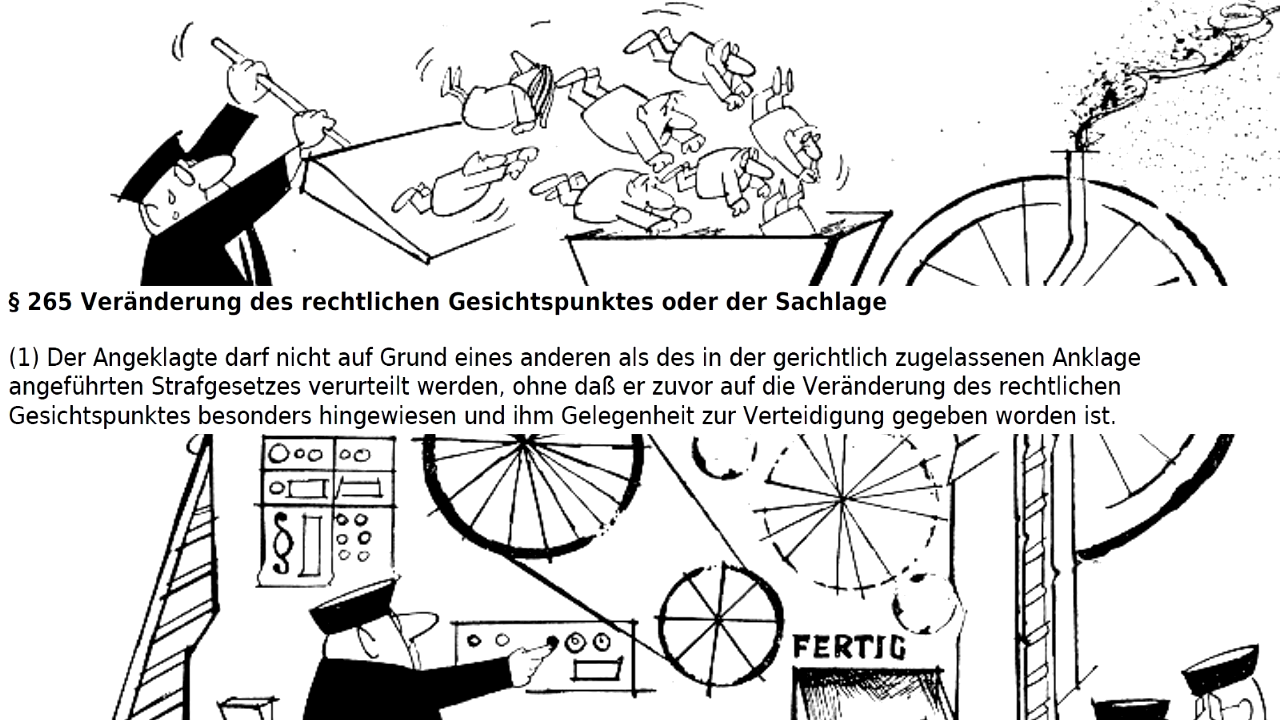 § 265 Veränderung des rechtlichen Gesichtspunktes oder der Sachlage
(1) Der Angeklagte darf nicht auf Grund eines anderen als des in der gerichtlich zugelassenen Anklage
angeführten Strafgesetzes verurteilt werden, ohne daß er zuvor auf die Veränderung des rechtlichen
Gesichtspunktes besonders hingewiesen und ihm Gelegenheit zur Verteidigung gegeben worden ist.
§
FERTIG